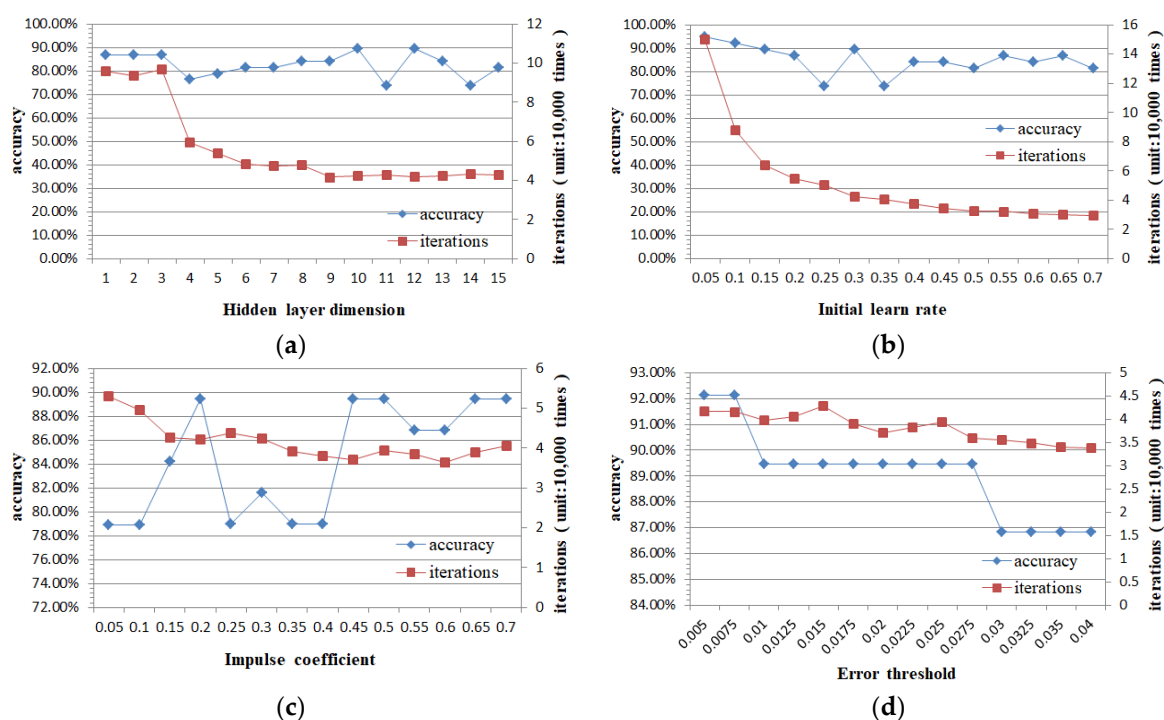 100.00%
90.00%
80.00%
70.00%
60.00%
50.00%
40.00%
30.00%
20.00%
10.00%
0.00%
accuracy
12
10
8
6
4
2
0
iterations ( unit:10,000 times )
accuracy
iterations
1 2 3 4 5 6 7 8 9 10 11 12 13 14 15
Hidden layer dimension
(a)
100.00%
90.00%
80.00%
70.00%
60.00%
50.00%
40.00%
30.00%
20.00%
10.00%
0.00%
accuracy
16
14
12
10
8
6
4
2
0
iterations ( unit:10,000 times )
accuracy
iterations
0.05 0.1 0.15 0.2 0.25 0.3 0.35 0.4 0.45 0.5 0.55 0.6 0.65 0.7
Initial learn rate
(b)
92.00%
90.00%
88.00%
86.00%
84.00%
82.00%
80.00%
78.00%
76.00%
74.00%
72.00%
accuracy
6
5
4
3
2
1
0
iterations ( unit:10,000 times )
accuracy
iterations
0.05 0.1 0.15 0.2 0.25 0.3 0.35 0.4 0.45 0.5 0.55 0.6 0.65 0.7
Impulse coefficient
(c)
93.00%
92.00%
91.00%
90.00%
89.00%
88.00%
87.00%
86.00%
85.00%
84.00%
accuracy
5
4.5
4
3.5
3
2.5
2
1.5
1
0.5
0
iterations ( unit:10,000 times )
accuracy
iterations
0.005 0.0075 0.01 0.0125 0.015 0.0175 0.02 0.0225 0.025 0.0275 0.03 0.0325 0.035 0.04
Error threshold
(d)